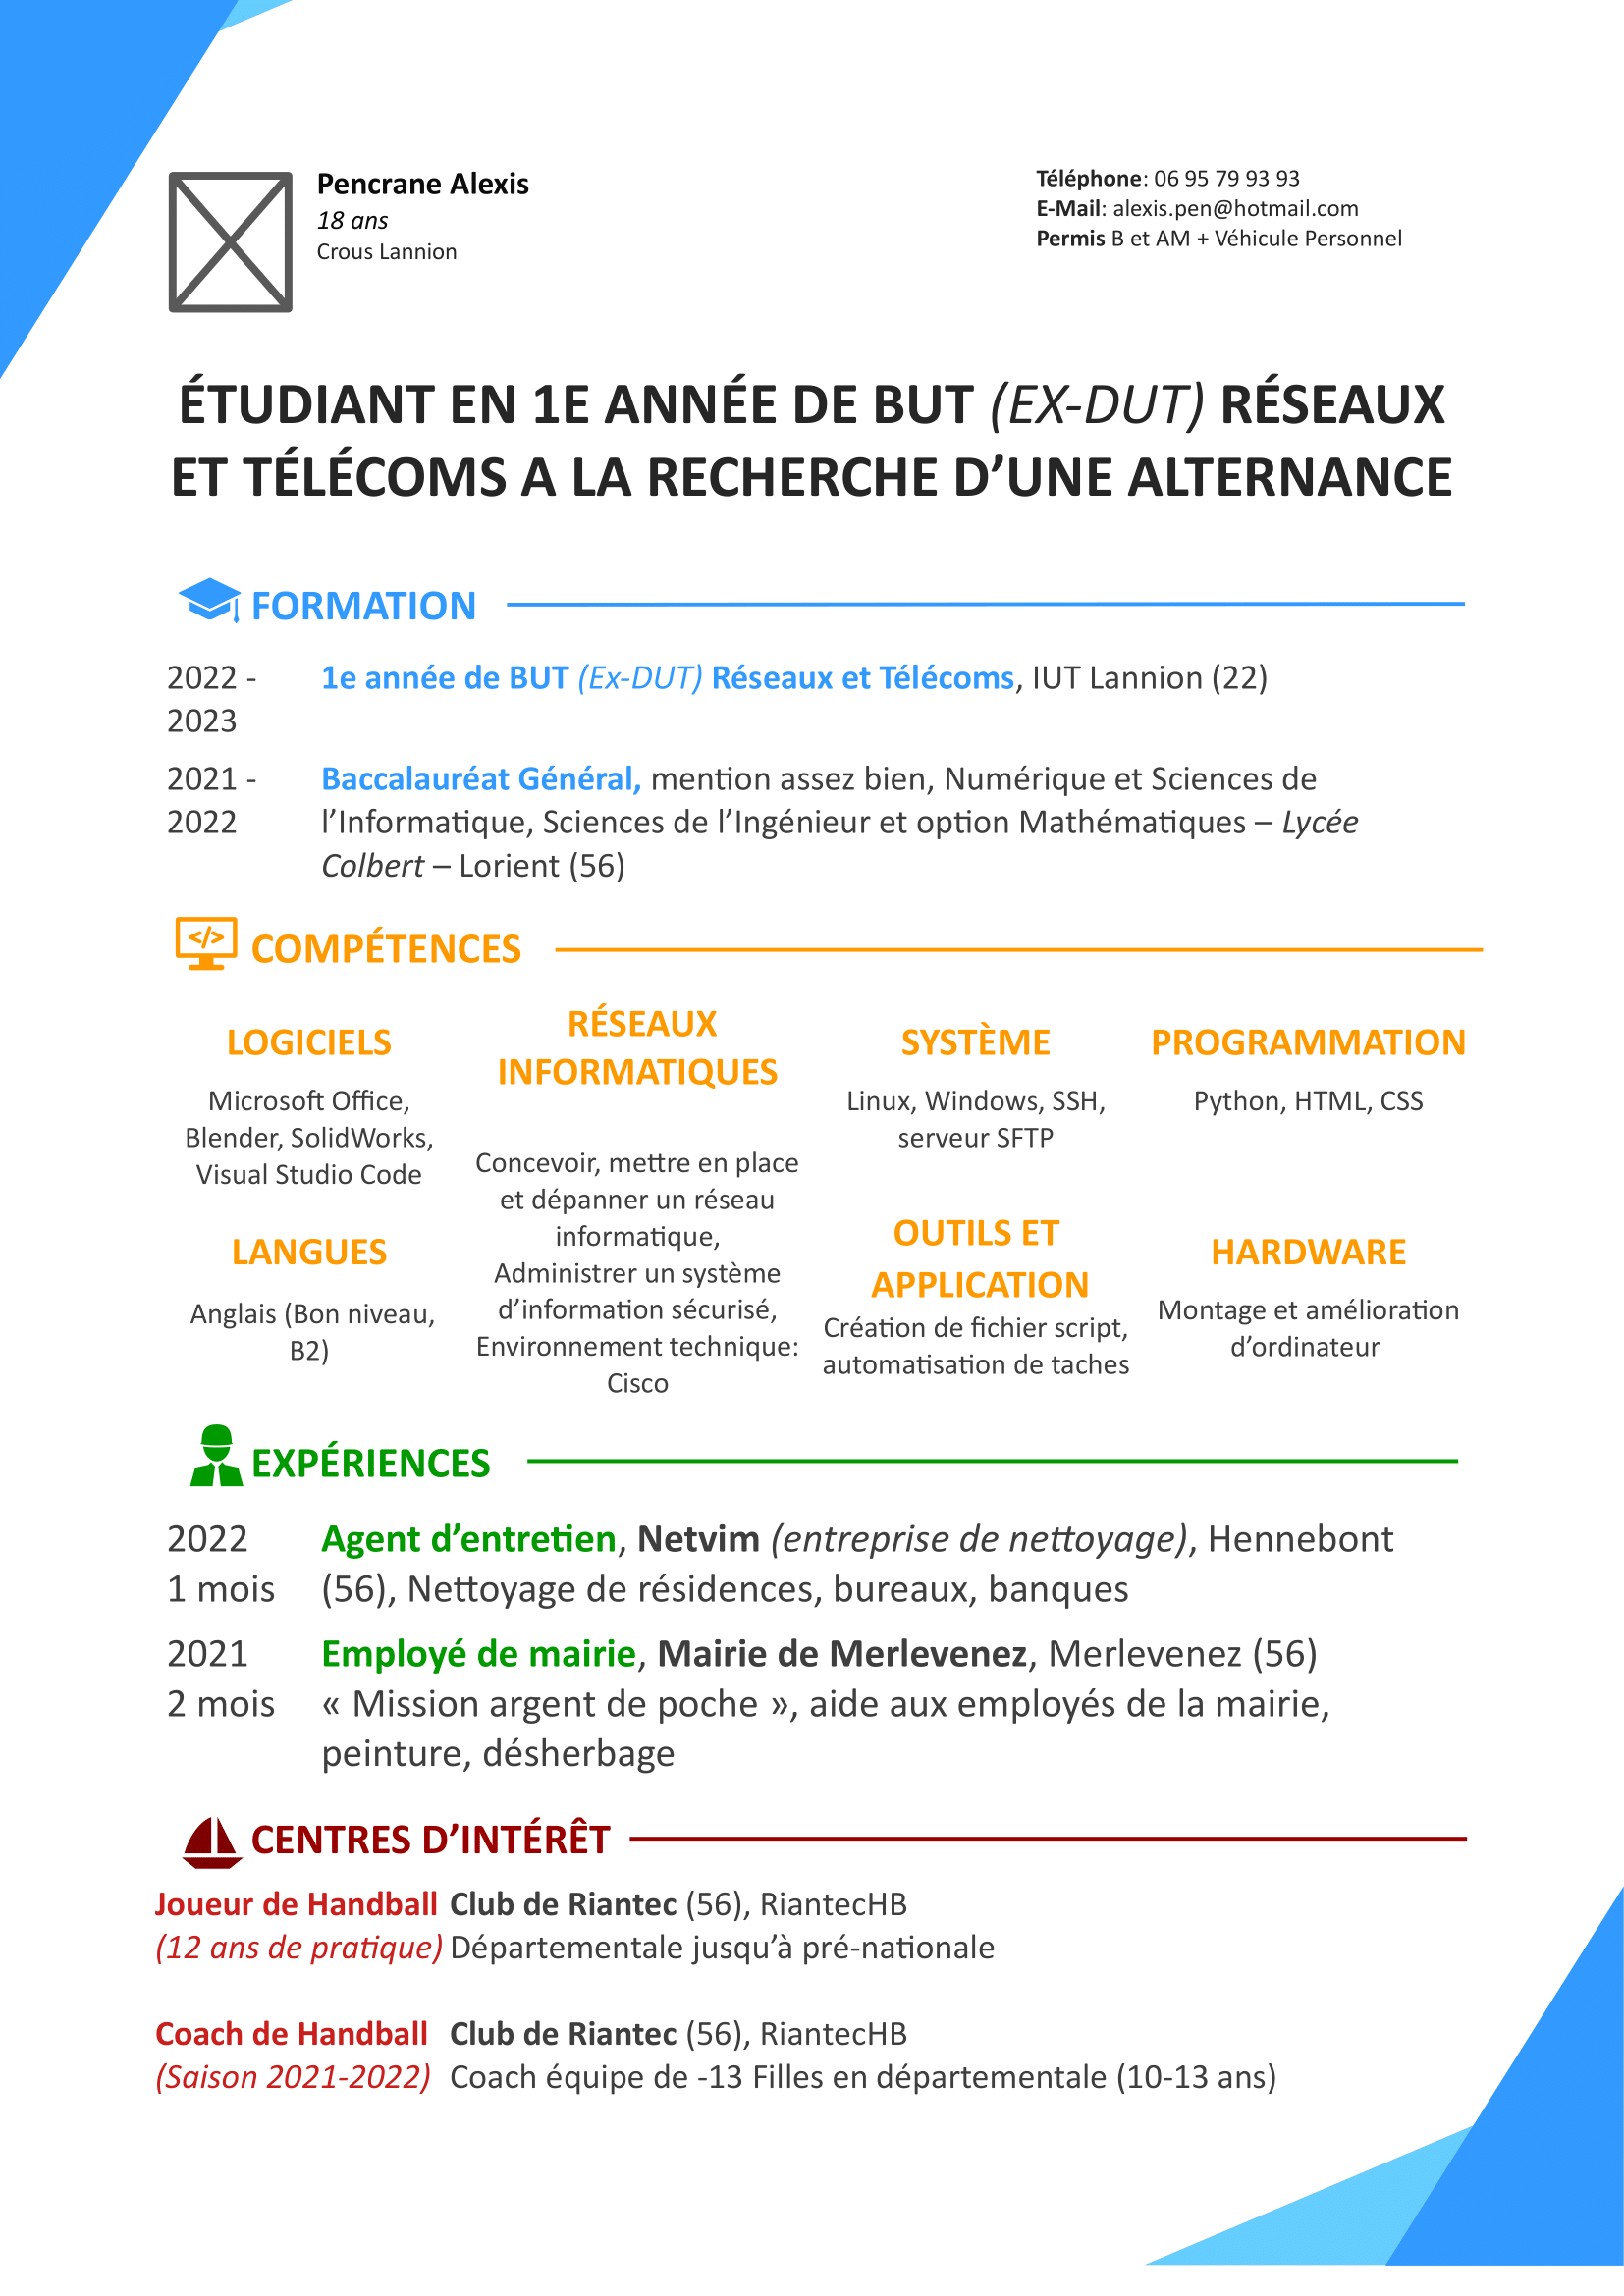 Pencrane Alexis
18 ans
Crous Lannion
Téléphone: 06 95 79 93 93
E-Mail: alexis.pen@hotmail.com
Permis B et AM + Véhicule Personnel
ÉTUDIANT EN 1E ANNÉE DE BUT (EX-DUT) RÉSEAUX
ET TÉLÉCOMS A LA RECHERCHE D’UNE ALTERNANCE
FORMATION
2022 -
2023
1e année de BUT (Ex-DUT) Réseaux et Télécoms, IUT Lannion (22)
2021 -
2022
Baccalauréat Général, mention assez bien, Numérique et Sciences de
l’Informatique, Sciences de l’Ingénieur et option Mathématiques – Lycée
Colbert – Lorient (56)
</> COMPÉTENCES
LOGICIELS
Microsoft Office,
Blender, SolidWorks,
Visual Studio Code
LANGUES
Anglais (Bon niveau,
B2)
RÉSEAUX
INFORMATIQUES
Concevoir, mettre en place
et dépanner un réseau
informatique,
Administrer un système
d’information sécurisé,
Environnement technique:
Cisco
SYSTÈME
Linux, Windows, SSH,
serveur SFTP
OUTILS ET
APPLICATION
Création de fichier script,
automatisation de taches
PROGRAMMATION
Python, HTML, CSS
HARDWARE
Montage et amélioration
d’ordinateur
EXPÉRIENCES
2022
1 mois
Agent d’entretien, Netvim (entreprise de nettoyage), Hennebont
(56), Nettoyage de résidences, bureaux, banques
2021
2 mois
Employé de mairie, Mairie de Merlevenez, Merlevenez (56)
« Mission argent de poche », aide aux employés de la mairie,
peinture, désherbage
CENTRES D’INTÉRÊT
Joueur de Handball Club de Riantec (56), RiantecHB
(12 ans de pratique) Départementale jusqu’à pré-nationale
Coach de Handball Club de Riantec (56), RiantecHB
(Saison 2021-2022) Coach équipe de -13 Filles en départementale (10-13 ans)